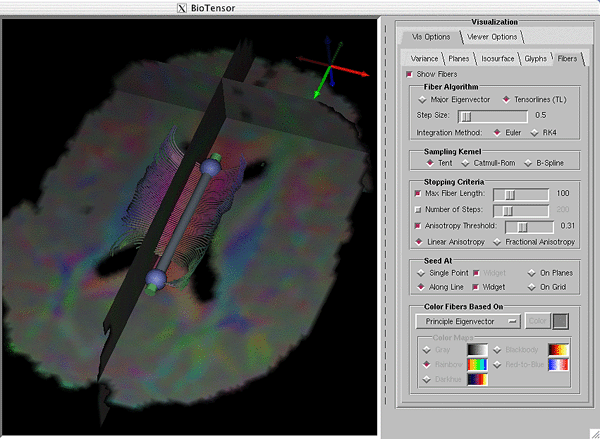 X BioTensor
Visualization
Vis Options Viewer Options
Variance Planes Isosurface Glyphs Fibers
Show Fibers
Fiber Algorithm
Major Eigenvector Tensorlines (TL)
Step Size: 0.5
Integration Method: Euler RK4
Sampling Kernel
Tent Catmull-Rom B-Spline
Stopping Criteria
Max Fiber Length: 100
Number of Steps: 200
Anisotropy Threshold: 0.31
Linear Anisotropy Fractional Anisotropy
Seed At
Single Point Widget On Planes
Along Line Widget On Grid
Color Fibers Based On
Principle Eigenvector Color
Color Maps
Gray Blackbody
Rainbow Red-to-Blue
Darkhue